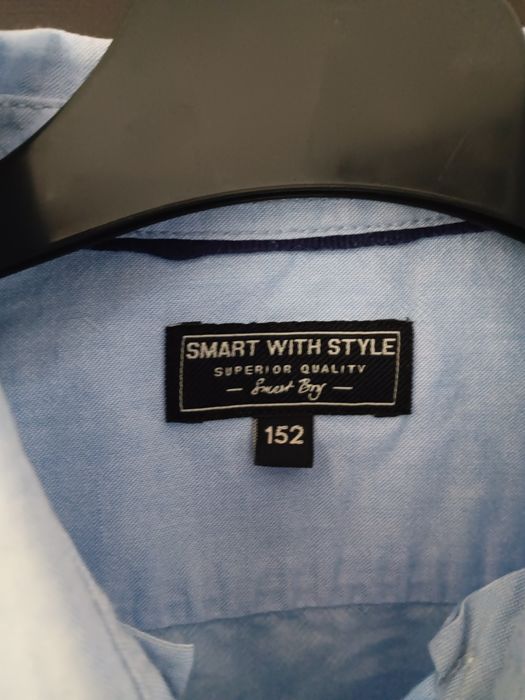 SMART WITH STYLE
SUPERIOR QUALITY
— Smart Boy —
152